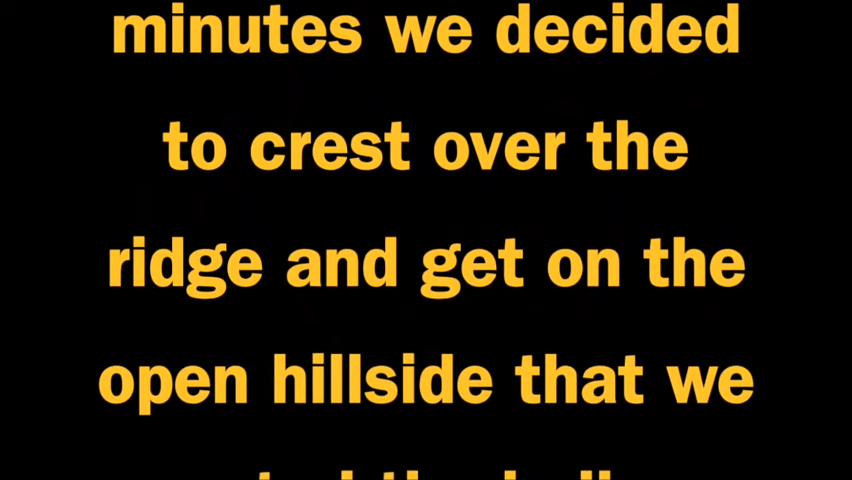 minutes we decided
to crest over the
ridge and get on the
open hillside that we